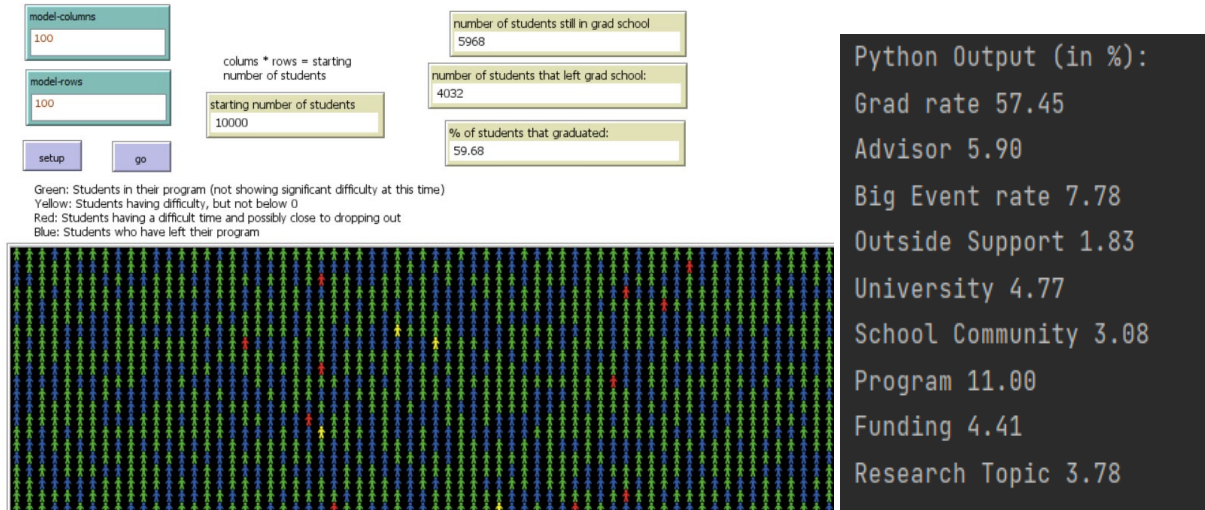 model-columns
100
model-rows
100
setup
go
colums * rows = starting
number of students
starting number of students
10000
number of students still in grad school
5968
number of students that left grad school:
4032
% of students that graduated:
59.68
Green: Students in their program (not showing significant difficulty at this time)
Yellow: Students having difficulty, but not below 0
Red: Students having a difficult time and possibly close to dropping out
Blue: Students who have left their program
Python Output (in %):
Grad rate 57.45
Advisor 5.90
Big Event rate 7.78
Outside Support 1.83
University 4.77
School Community 3.08
Program 11.00
Funding 4.41
Research Topic 3.78